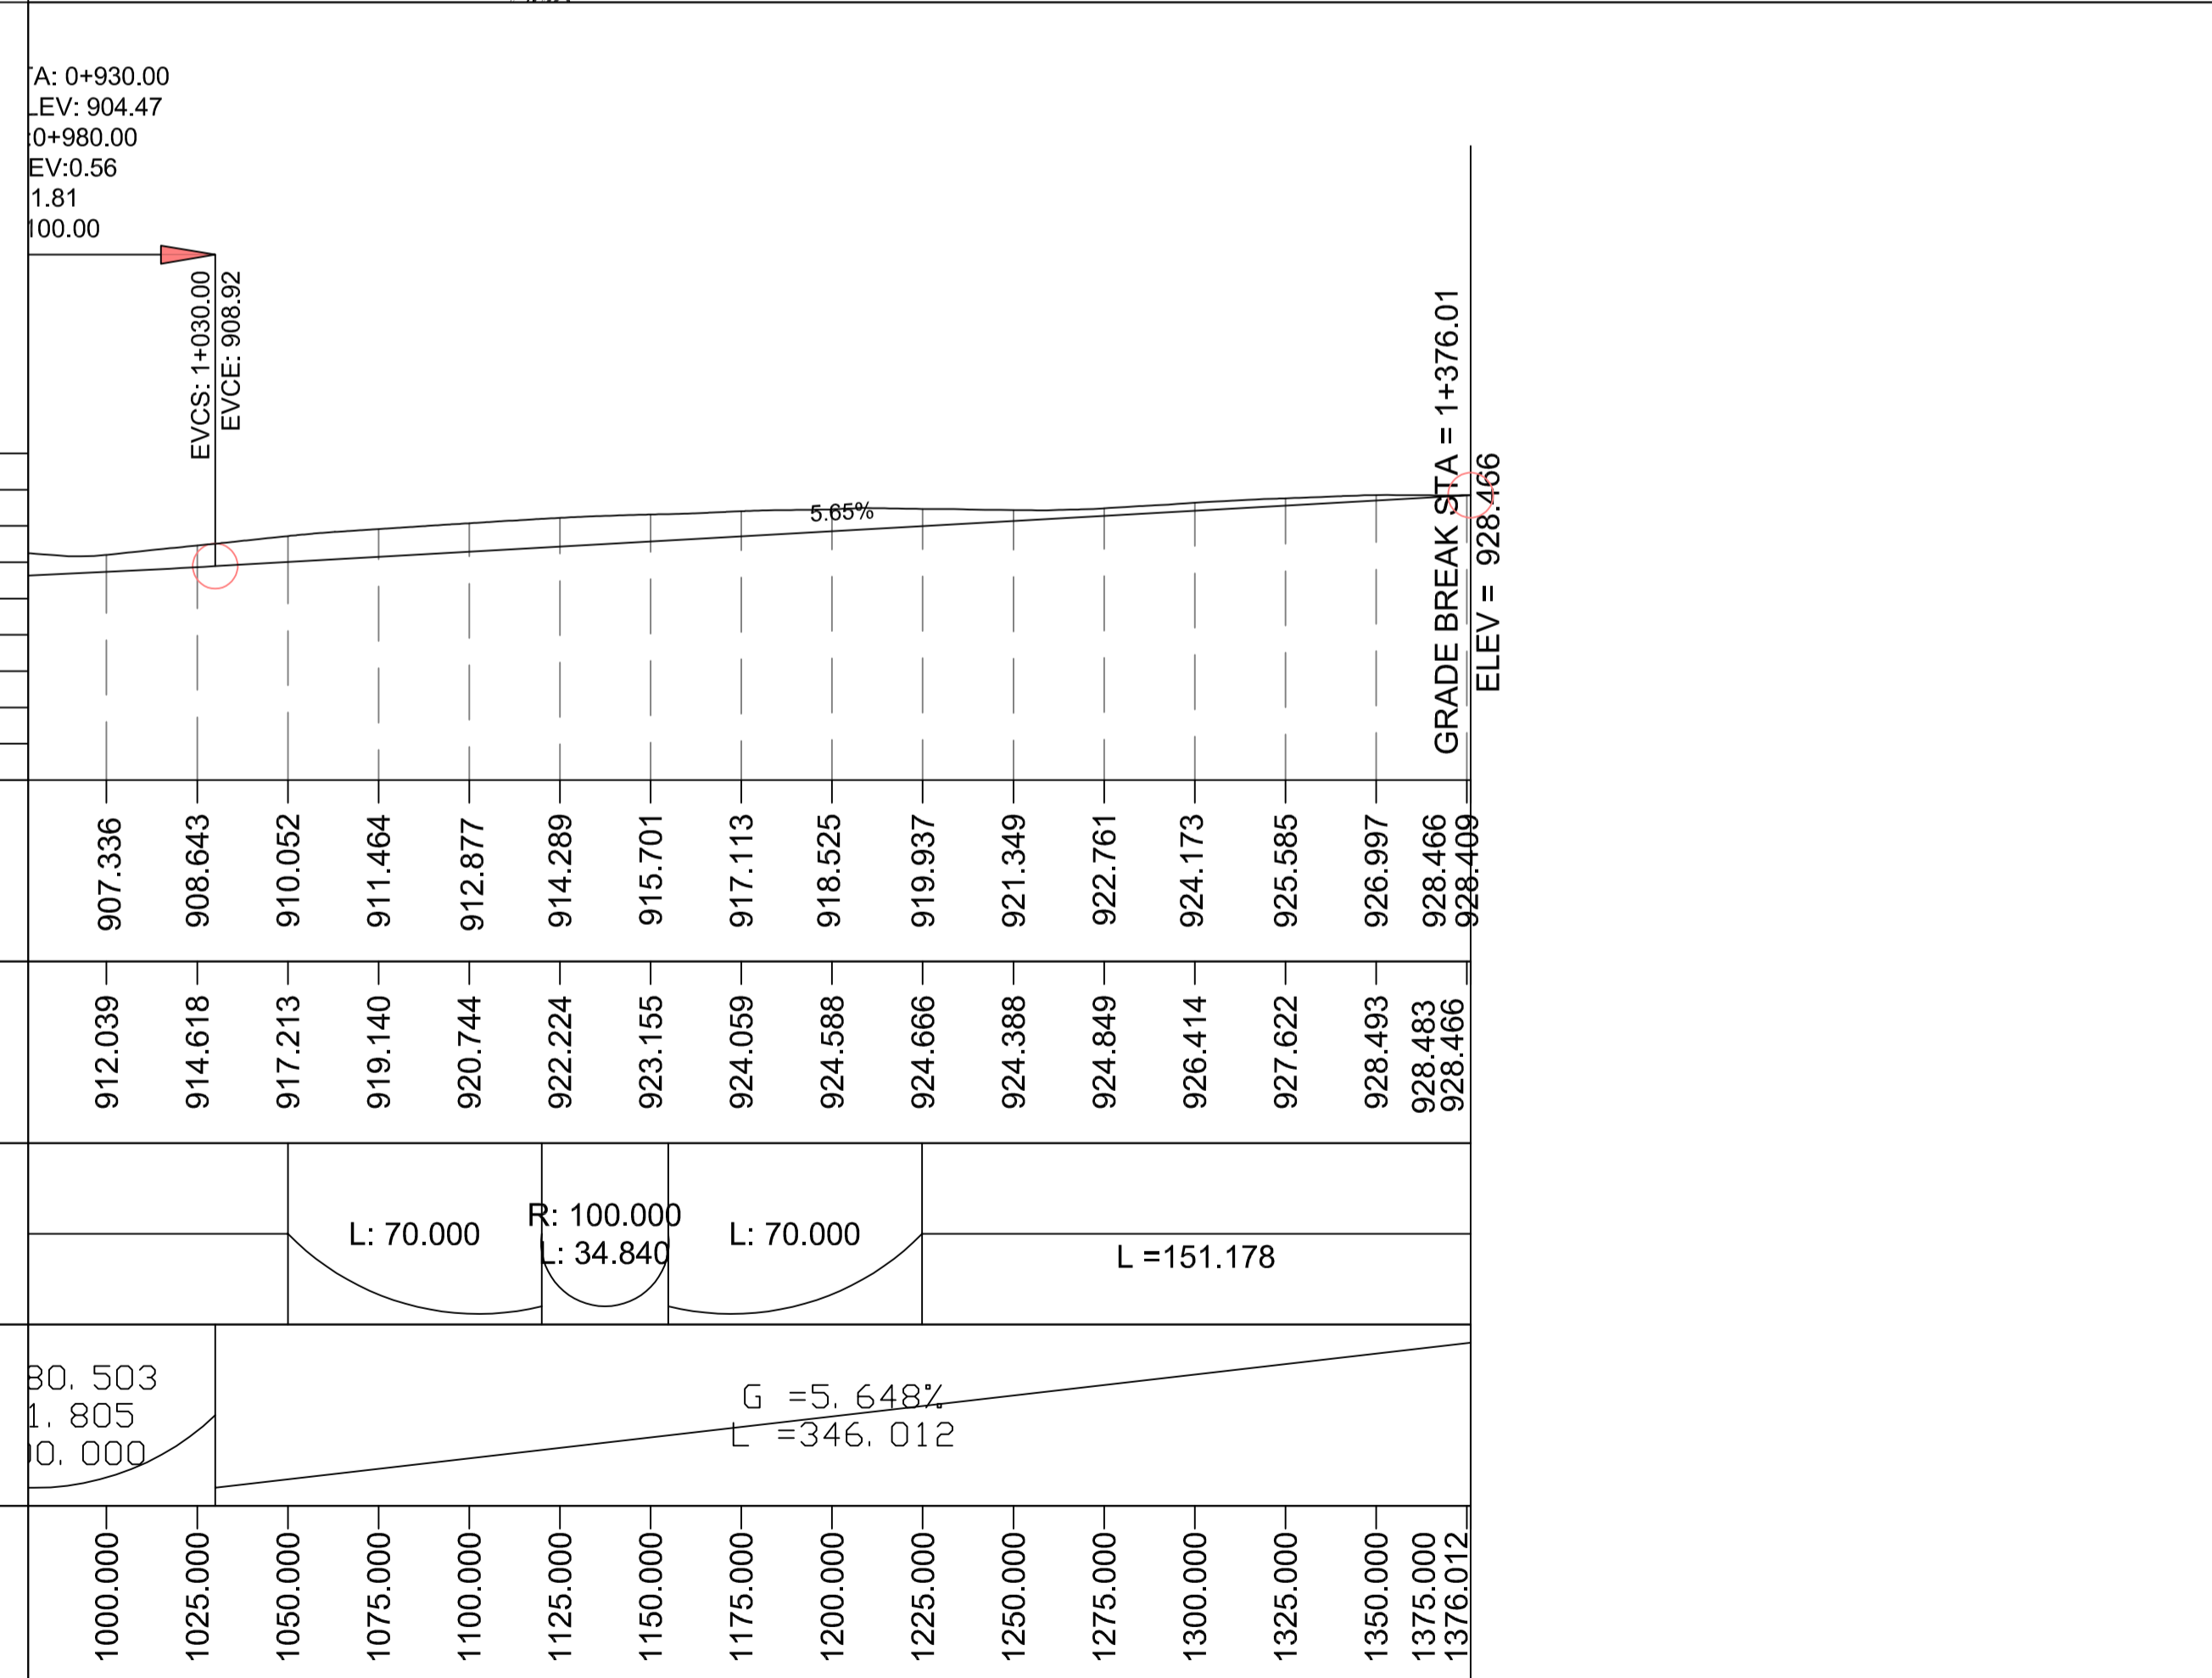 A: 0+930.00
LEV: 904.47
:0+980.00
EV:0.56
1.81
100.00
EVCS: 1+030.00
EVCE: 908.92
5.65%
GRADE BREAK STA = 1+376.01
ELEV = 928.466
907.336 908.643 910.052 911.464 912.877 914.289 915.701 917.113 918.525 919.937 921.349 922.761 924.173 925.585 926.997 928.466 928.409
912.039 914.618 917.213 919.140 920.744 922.224 923.155 924.059 924.588 924.666 924.388 924.849 926.414 927.622 928.493 928.483 928.466
L: 70.000
R: 100.000
L: 34.840
L: 70.000
L =151.178
80.503
1.805
00.000
G =5.648%
L =346.012
1000.000 1025.000 1050.000 1075.000 1100.000 1125.000 1150.000 1175.000 1200.000 1225.000 1250.000 1275.000 1300.000 1325.000 1350.000 1375.000 1376.012